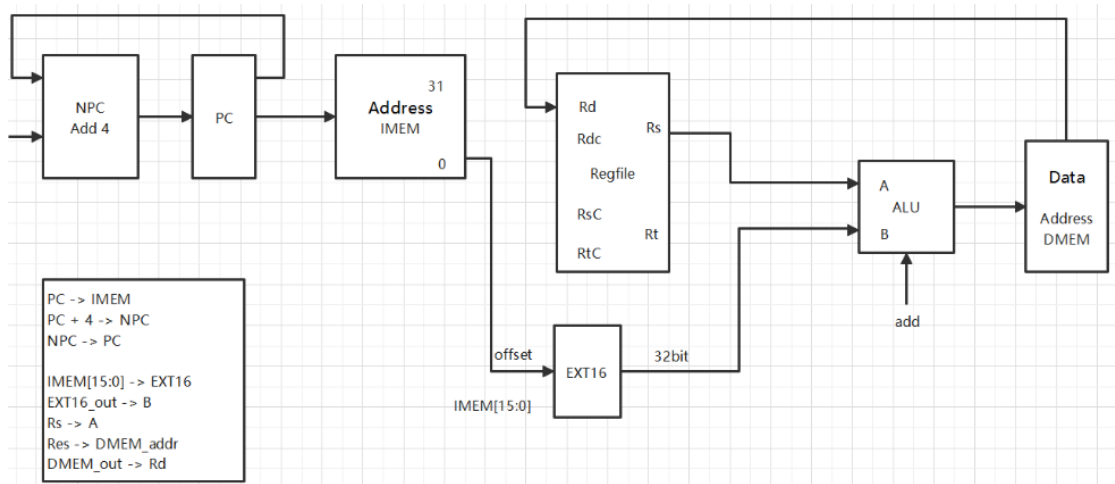 NPC
Add 4
PC
31
Address
IMEM
0
Rd
Rdc
Rs
Regfile
RsC
Rt
RtC
A
ALU
B
add
Data
Address
DMEM
offset
EXT16
32bit
IMEM[15:0]
PC -> IMEM
PC + 4 -> NPC
NPC -> PC
IMEM[15:0] -> EXT16
EXT16_out -> B
Rs -> A
Res -> DMEM_addr
DMEM_out -> Rd